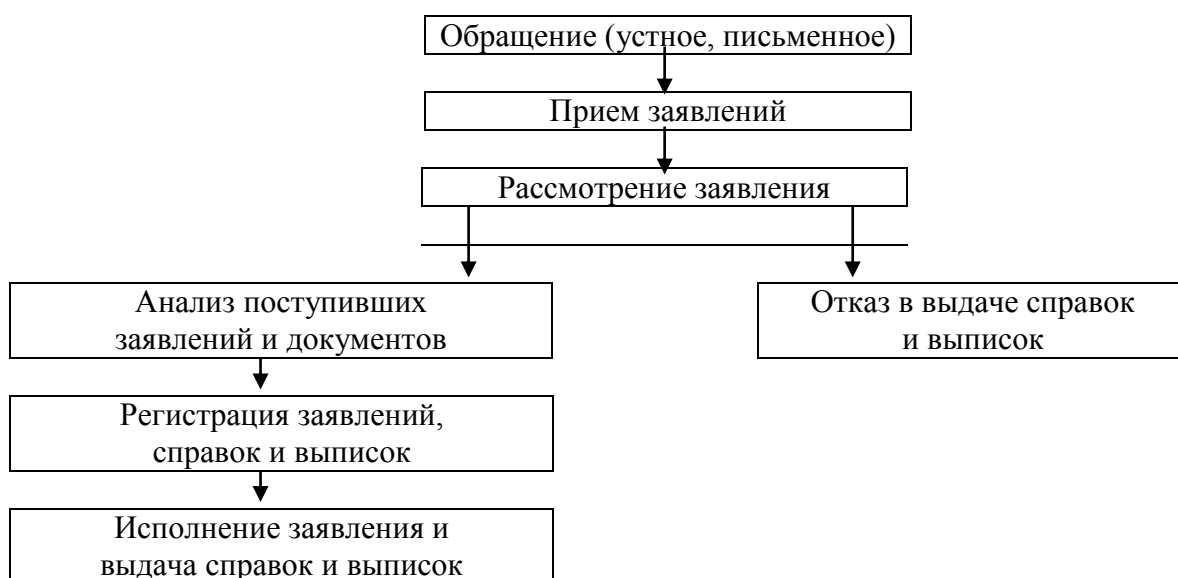 Обращение (устное, письменное)
Прием заявлений
Рассмотрение заявления
Анализ поступивших
заявлений и документов
Отказ в выдаче справок
и выписок
Регистрация заявлений,
справок и выписок
Исполнение заявления и
выдача справок и выписок